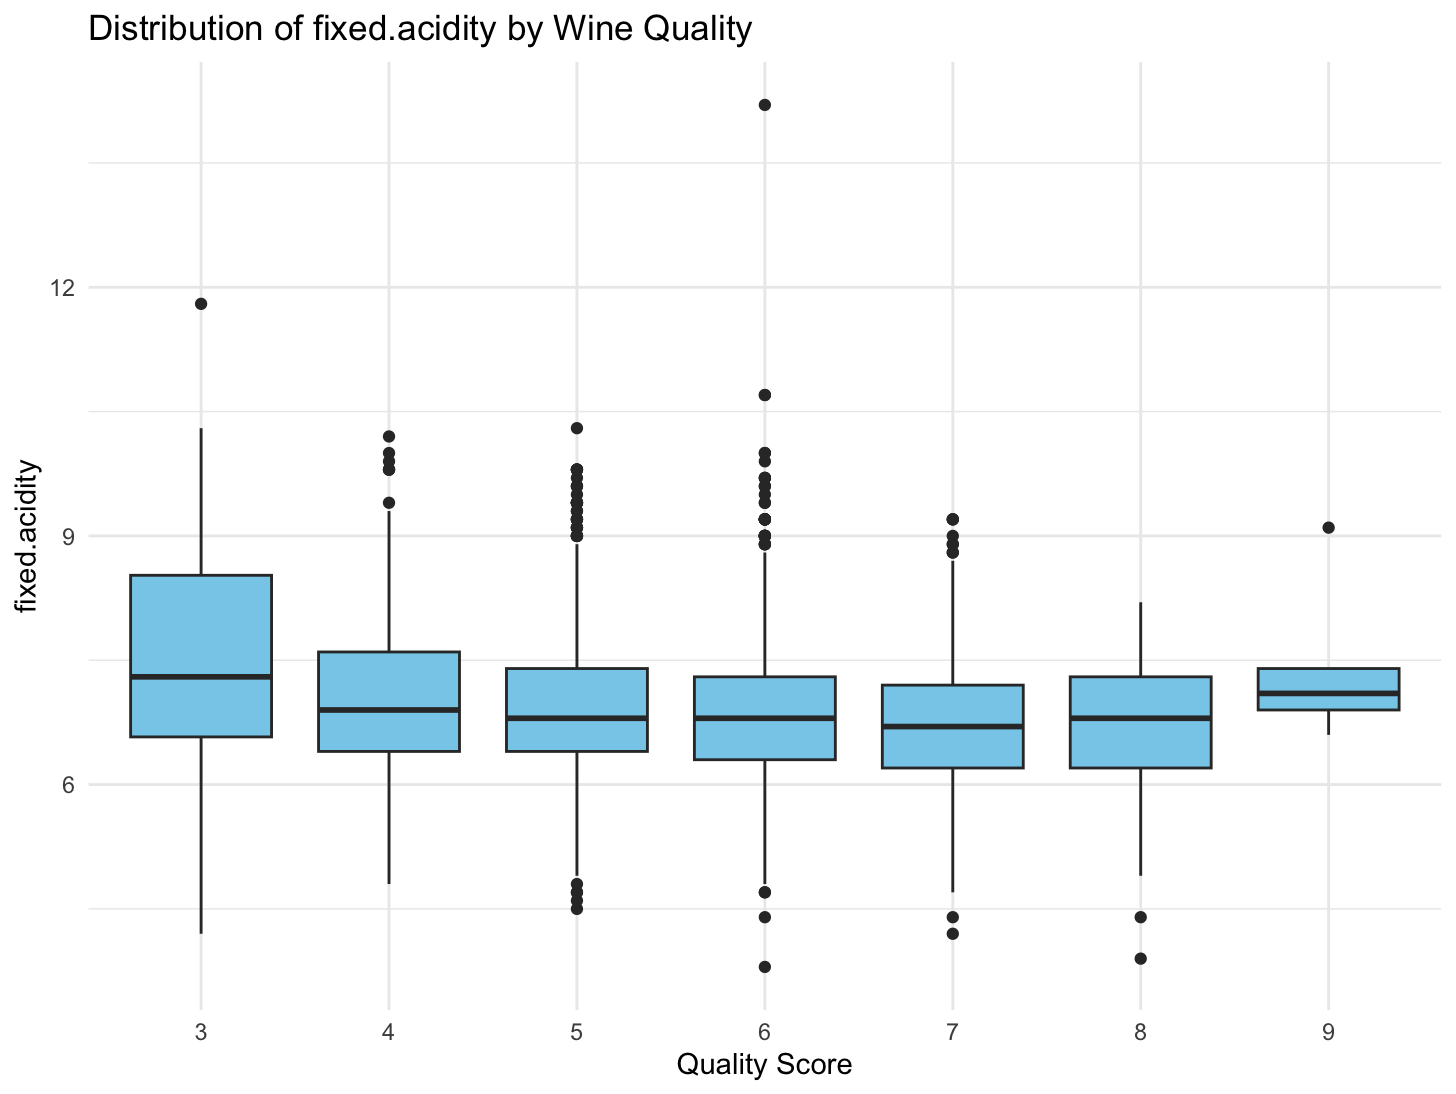 Distribution of fixed.acidity by Wine Quality
fixed.acidity
12
9
6
3 4 5 6 7 8 9
Quality Score